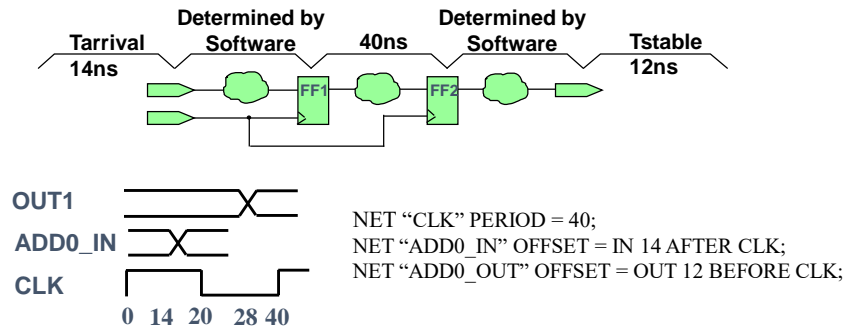 Determined by Software
Determined by Software
Tarrival 14ns
40ns
Tstable 12ns
FF1
FF2
OUT1
ADD0_IN
CLK
0 14 20 28 40
NET “CLK” PERIOD = 40;
NET “ADD0_IN” OFFSET = IN 14 AFTER CLK;
NET “ADD0_OUT” OFFSET = OUT 12 BEFORE CLK;